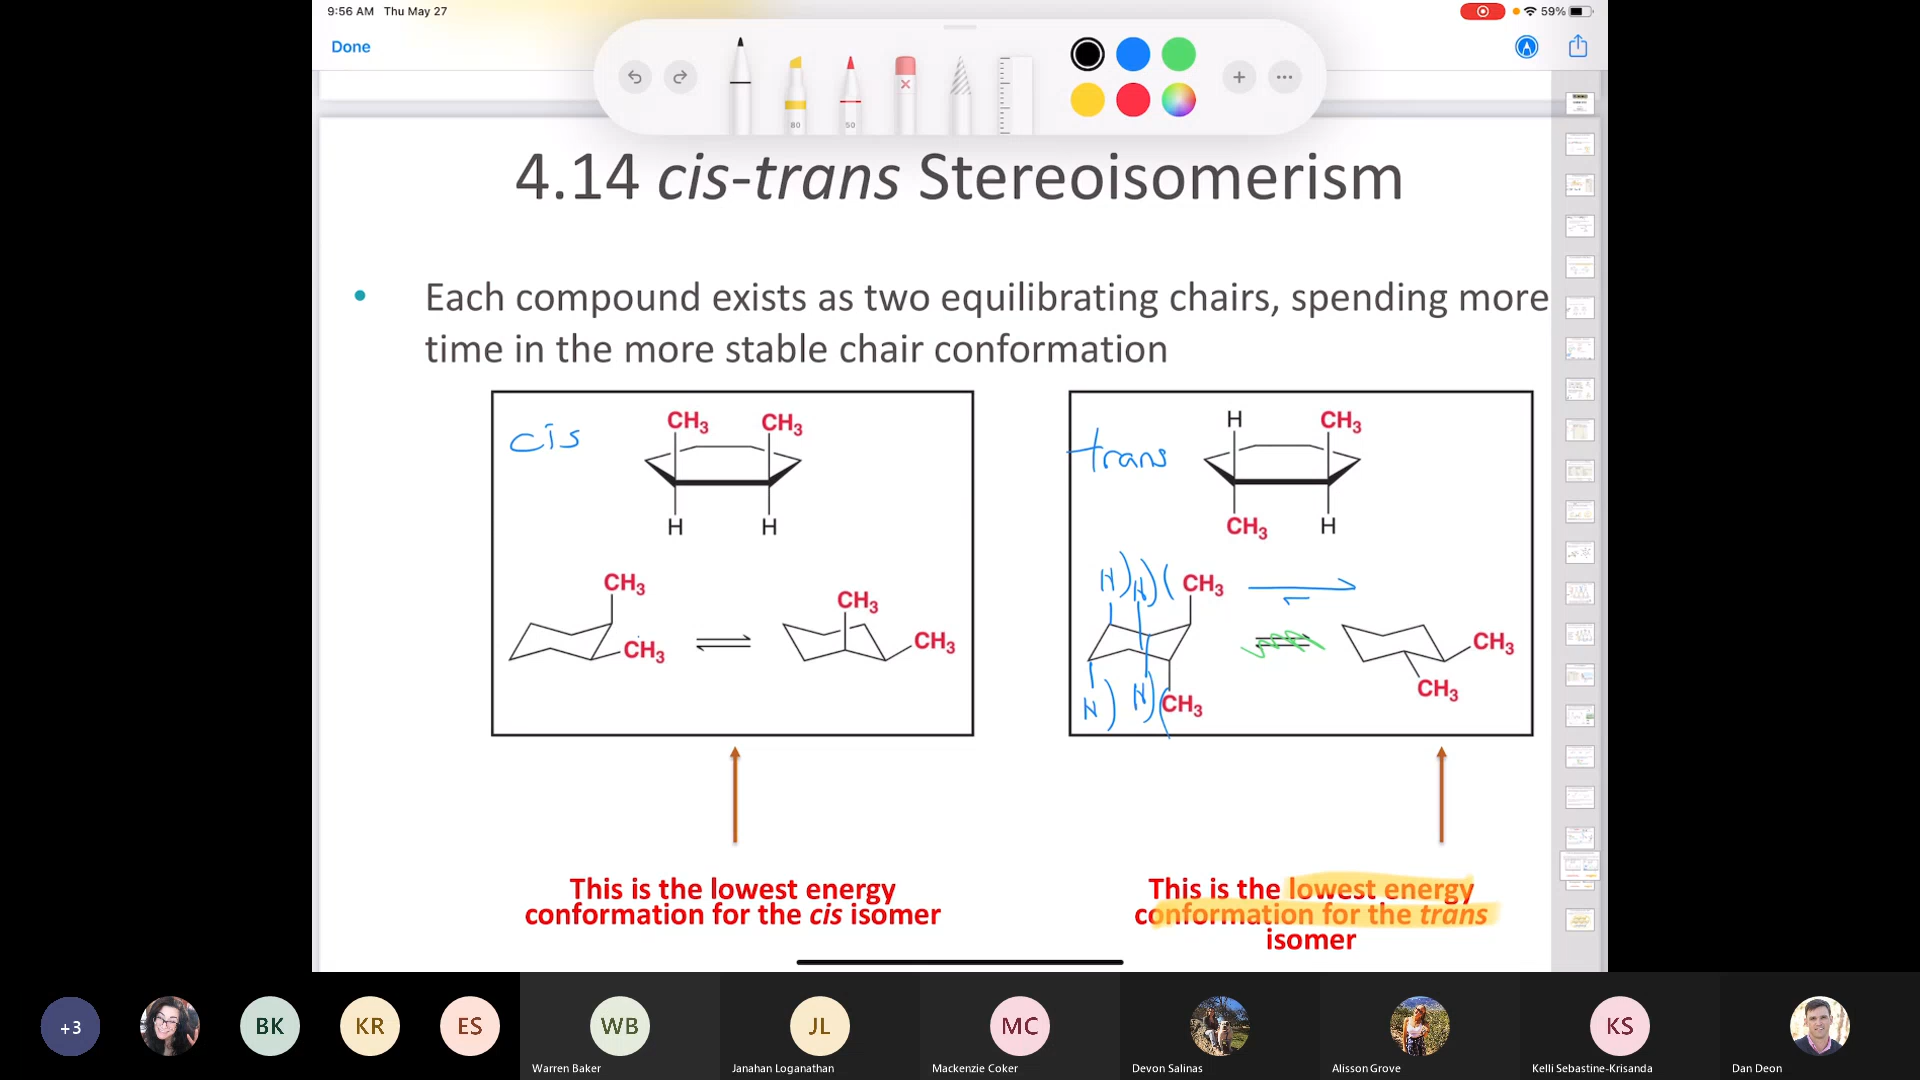 9:56 AM Thu May 27
59%
Done
80
50
4.14 cis-trans Stereoisomerism
• Each compound exists as two equilibrating chairs, spending more
time in the more stable chair conformation
cis
CH3 CH3
H H
CH3
CH3
CH3
CH3
trans
H CH3
CH3 H
H H CH3
H H CH3
CH3
CH3
This is the lowest energy
conformation for the cis isomer
This is the lowest energy
conformation for the trans
isomer
+3
BK
KR
ES
WB
JL
MC
KS
Warren Baker
Janahan Loganathan
Mackenzie Coker
Devon Salinas
Alisson Grove
Kelli Sebastine-Krisanda
Dan Deon